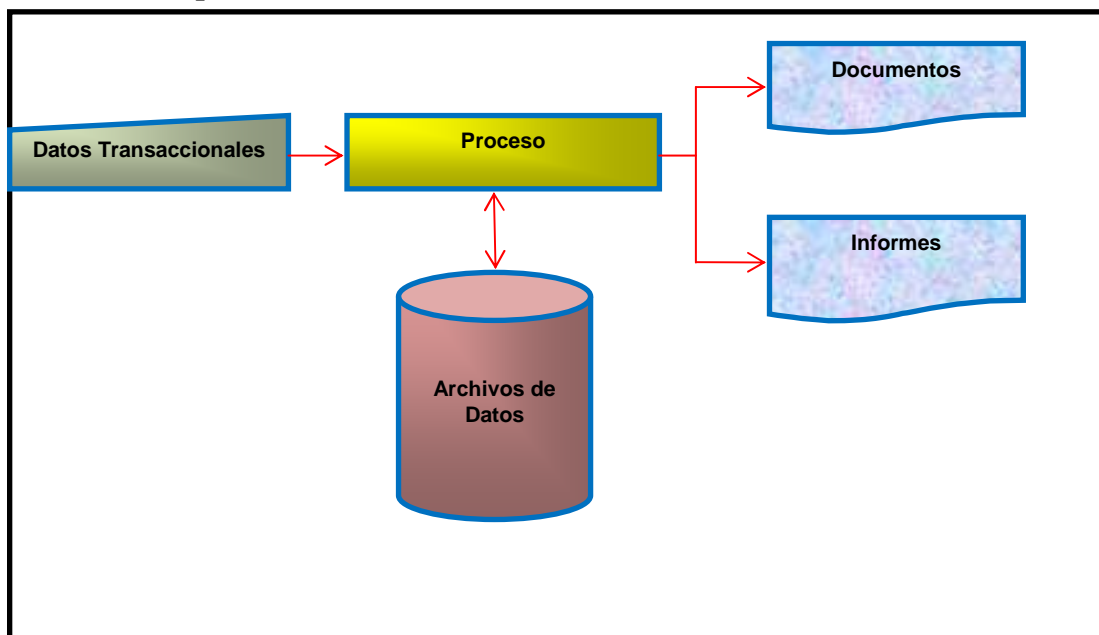 Datos Transaccionales
Proceso
Documentos
Informes
Archivos de
Datos